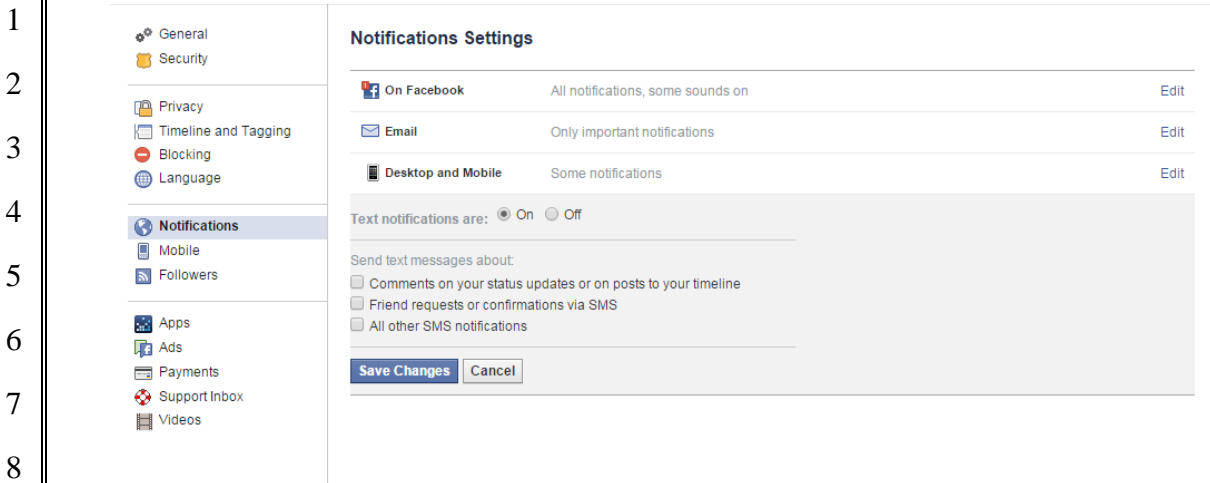 1
2
3
4
5
6
7
8
General
Security
Privacy
Timeline and Tagging
Blocking
Language
Notifications
Mobile
Followers
Apps
Ads
Payments
Support Inbox
Videos
Notifications Settings
On Facebook All notifications, some sounds on Edit
Email Only important notifications Edit
Desktop and Mobile Some notifications Edit
Text notifications are: On Off
Send text messages about:
Comments on your status updates or on posts to your timeline
Friend requests or confirmations via SMS
All other SMS notifications
Save Changes Cancel